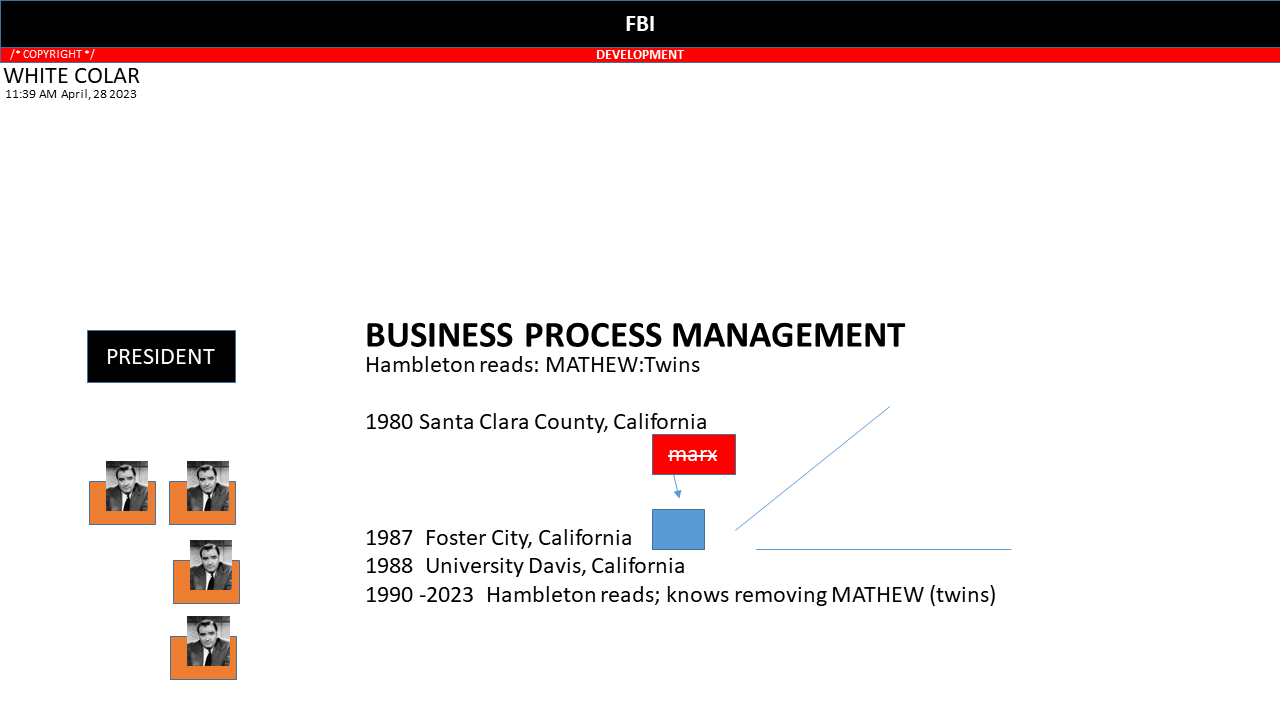 FBI
/* COPYRIGHT */
DEVELOPMENT
WHITE COLAR
11:39 AM April, 28 2023
PRESIDENT
BUSINESS PROCESS MANAGEMENT
Hambleton reads: MATHEW:Twins
1980 Santa Clara County, California
marx
1987 Foster City, California
1988 University Davis, California
1990 -2023 Hambleton reads; knows removing MATHEW (twins)